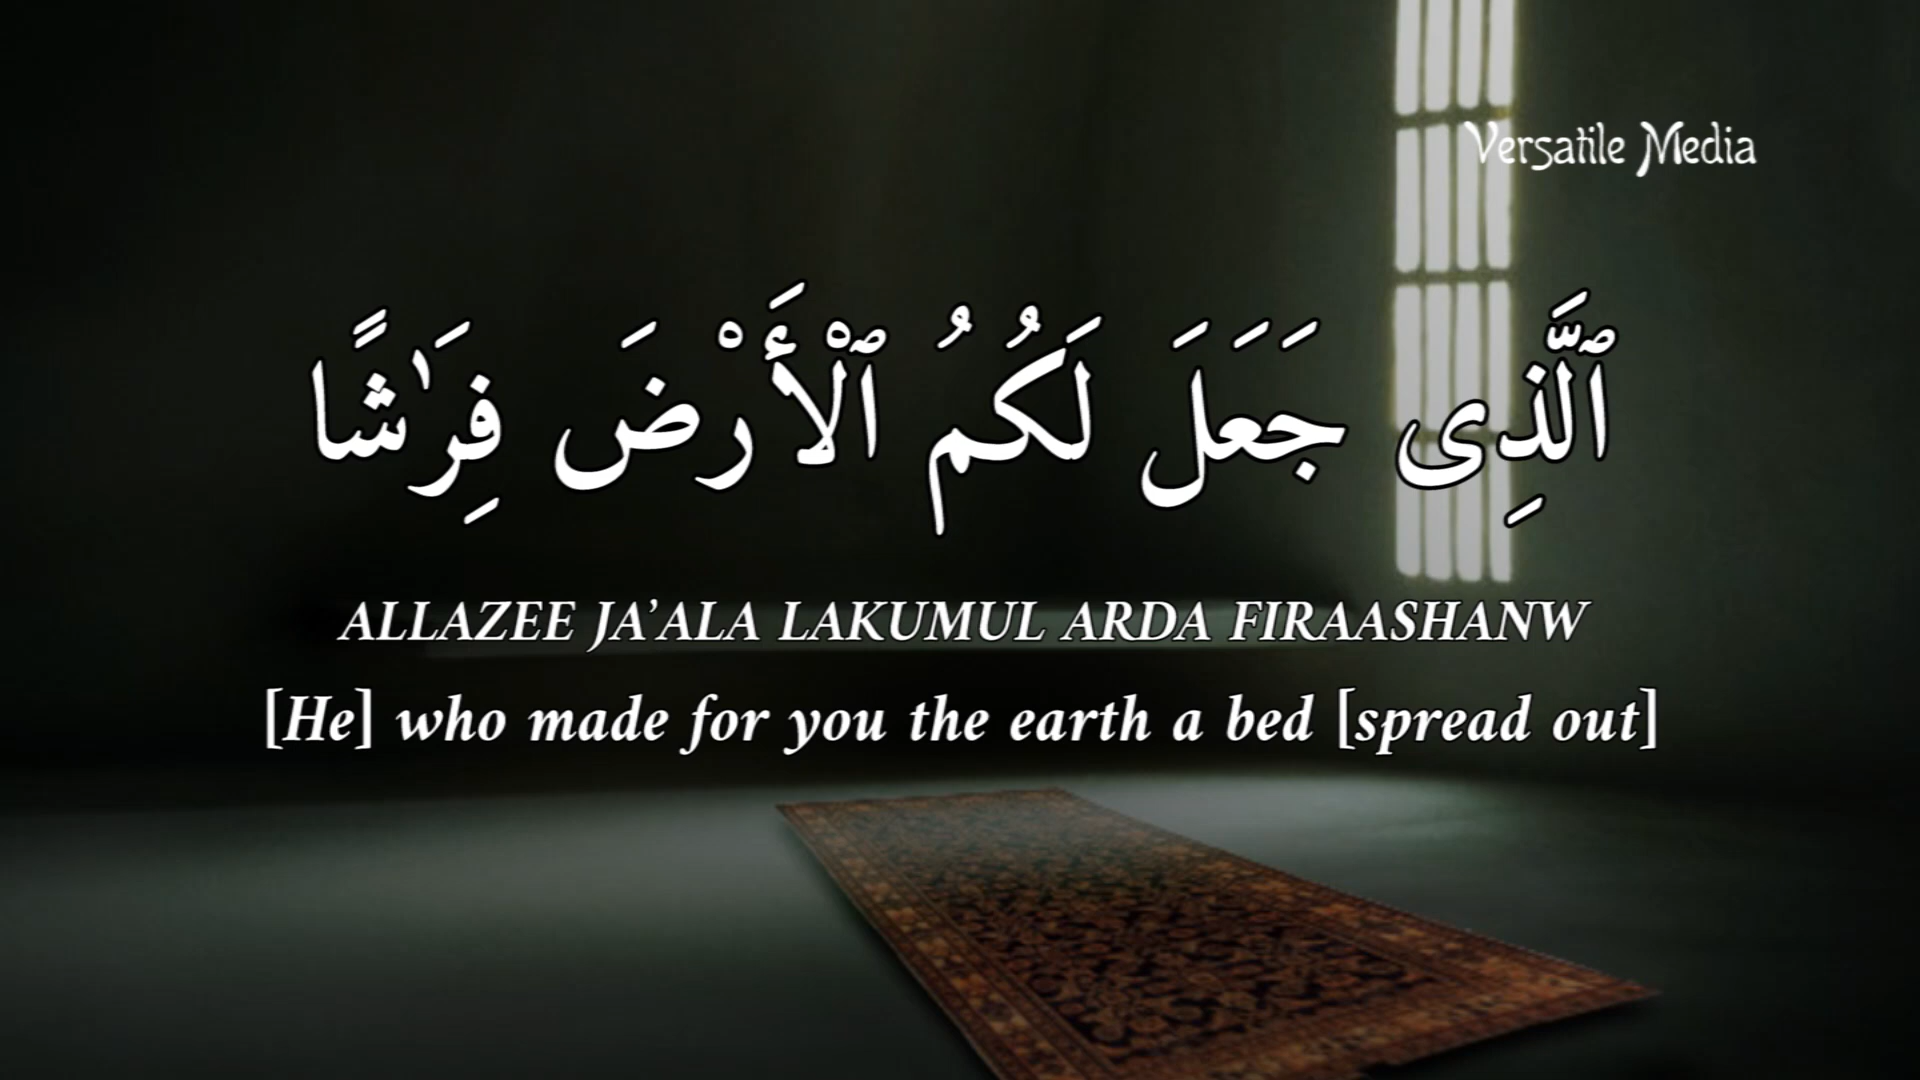 Versatile Media
ٱلَّذِى جَعَلَ لَكُمُ ٱلْأَرْضَ فِرَٰشًا
ALLAZEE JA’ALA LAKUMUL ARDA FIRAASHANW
[He] who made for you the earth a bed [spread out]